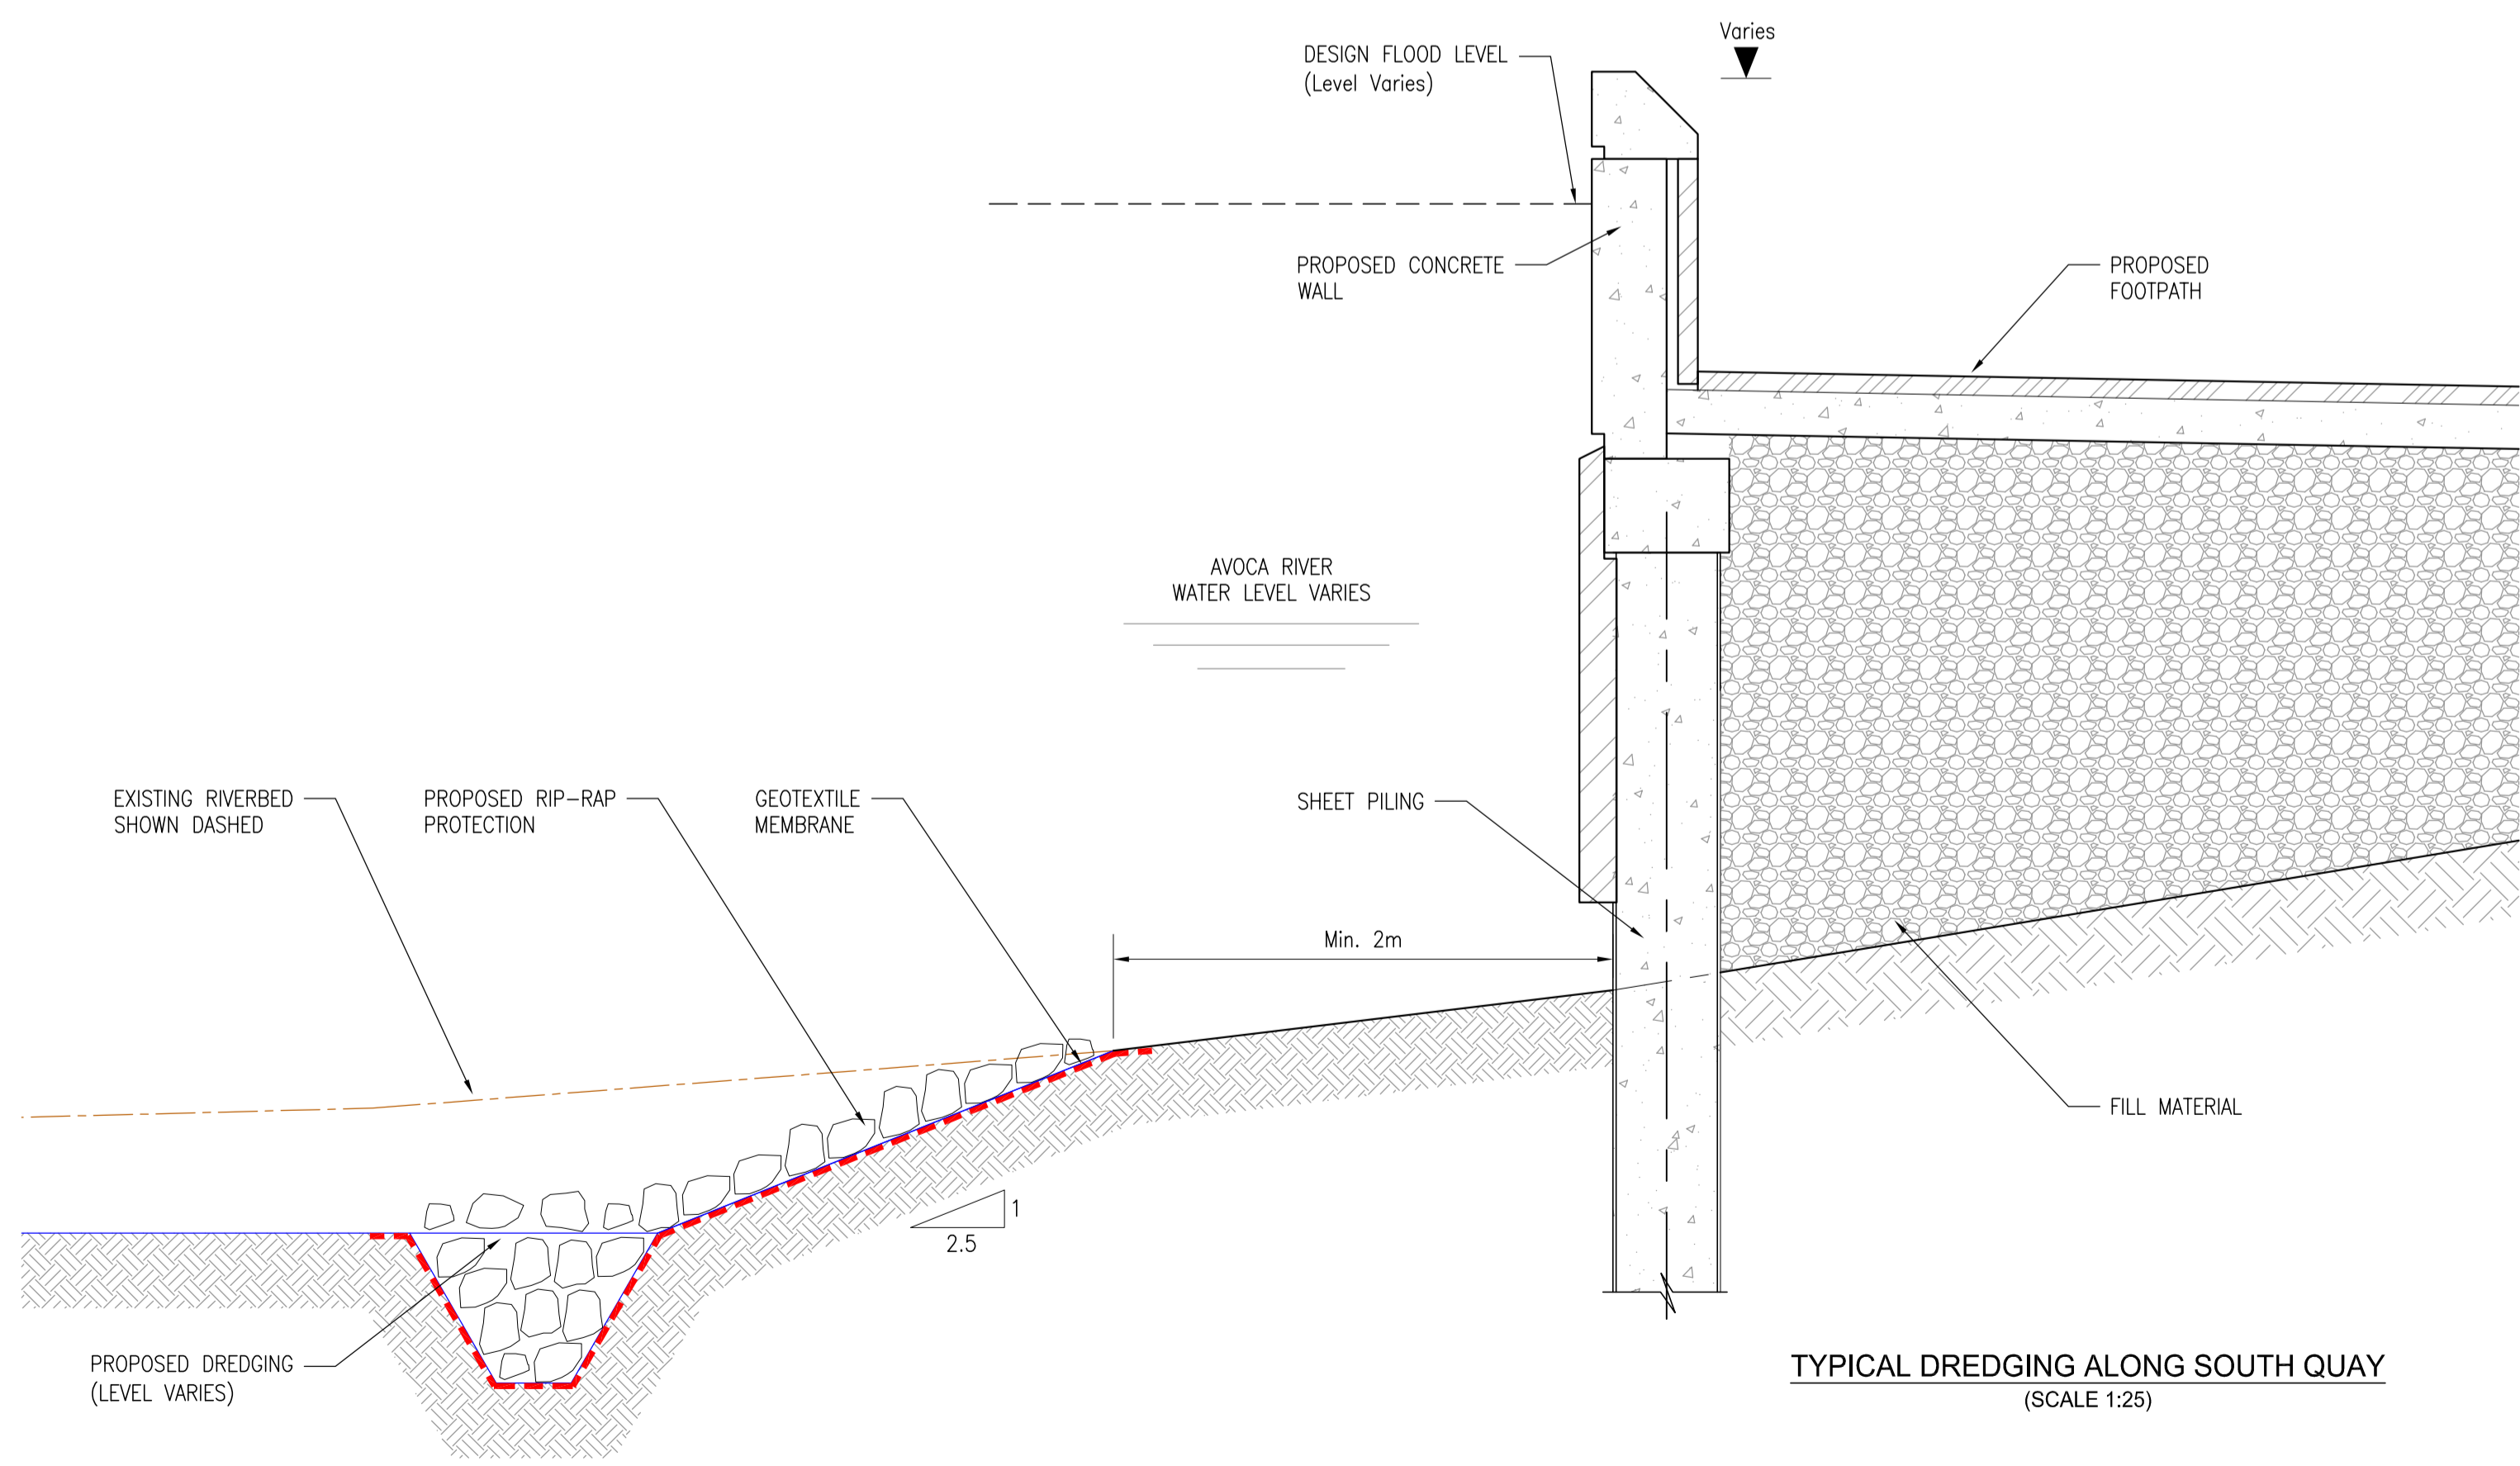 Varies
DESIGN FLOOD LEVEL
(Level Varies)
PROPOSED CONCRETE
WALL
PROPOSED
FOOTPATH
AVOCA RIVER
WATER LEVEL VARIES
EXISTING RIVERBED
SHOWN DASHED
PROPOSED RIP-RAP
PROTECTION
GEOTEXTILE
MEMBRANE
SHEET PILING
Min. 2m
FILL MATERIAL
1
2.5
PROPOSED DREDGING
(LEVEL VARIES)
TYPICAL DREDGING ALONG SOUTH QUAY
(SCALE 1:25)